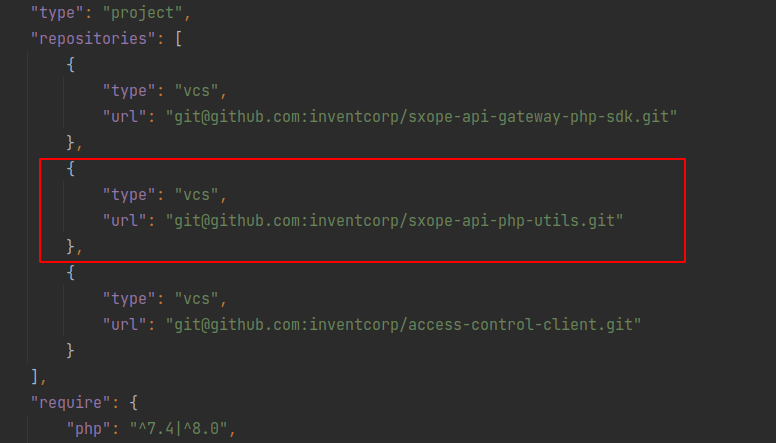 "type": "project",
"repositories": [
{
"type": "vcs",
"url": "git@github.com:inventcorp/sxope-api-gateway-php-sdk.git"
},
{
"type": "vcs",
"url": "git@github.com:inventcorp/sxope-api-php-utils.git"
},
{
"type": "vcs",
"url": "git@github.com:inventcorp/access-control-client.git"
}
],
"require": {
"php": "^7.4|^8.0",